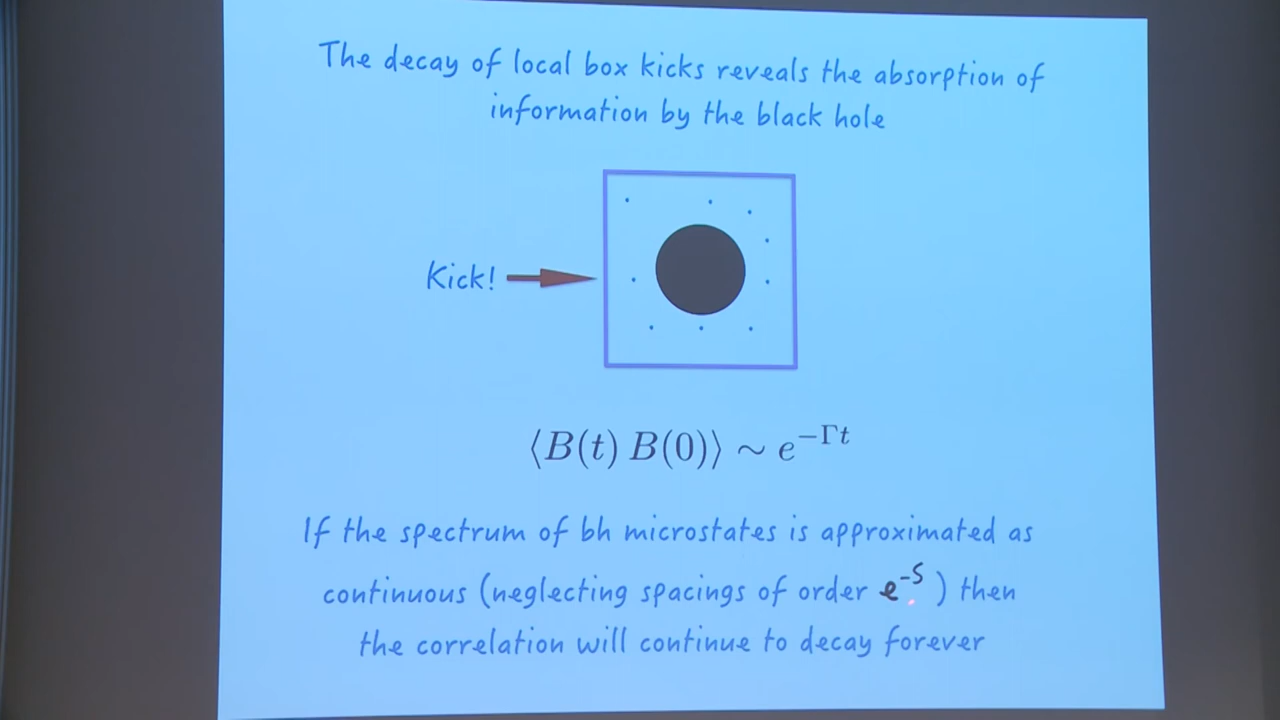 The decay of local box kicks reveals the absorption of
information by the black hole
Kick!
⟨B(t) B(0)⟩ ~ e^{-Γt}
If the spectrum of bh microstates is approximated as
continuous (neglecting spacings of order e^{-S}) then
the correlation will continue to decay forever